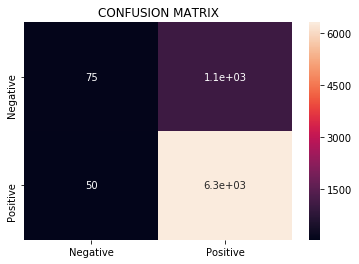 CONFUSION MATRIX
Negative
75
1.1e+03
Positive
50
6.3e+03
Negative
Positive
6000
4500
3000
1500